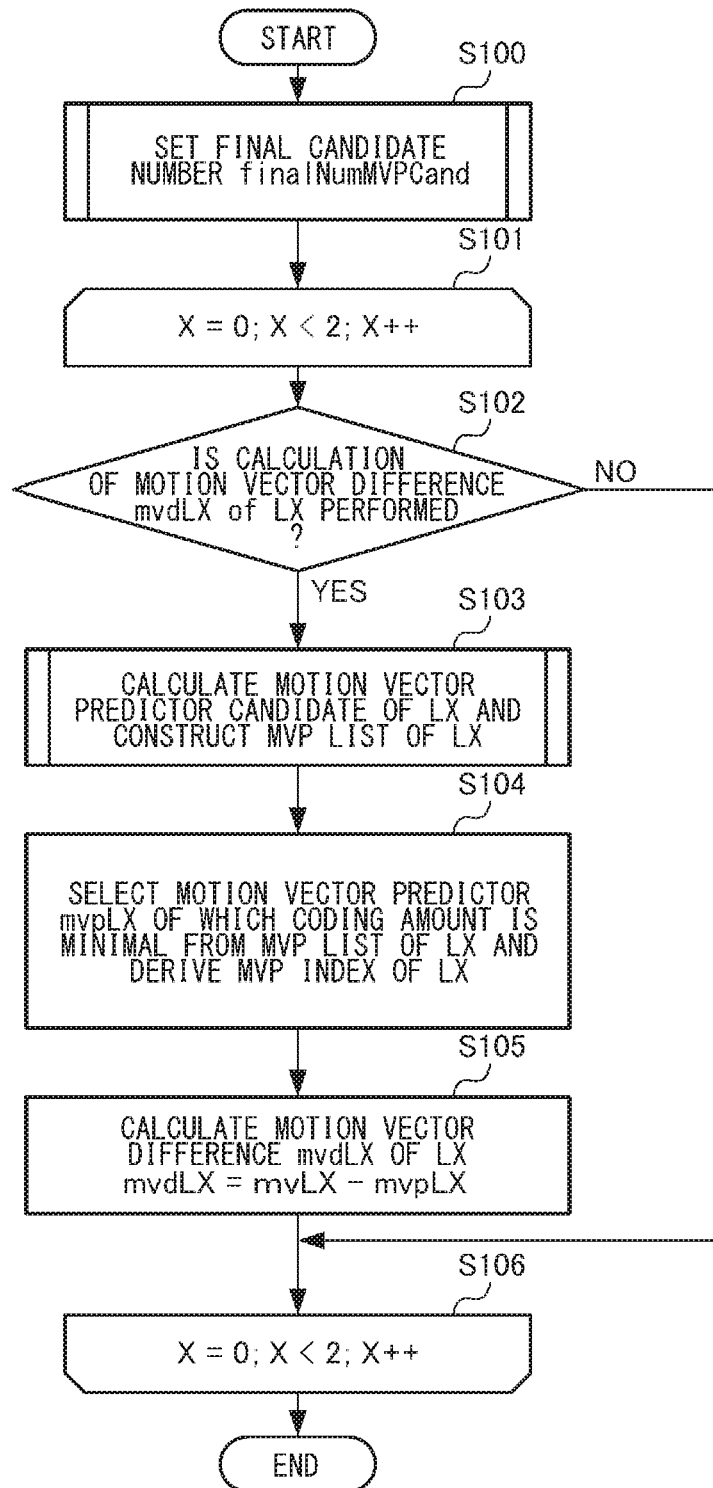 START
S100
SET FINAL CANDIDATE
NUMBER finalNumMVPCand
S101
X = 0; X < 2; X++
S102
IS CALCULATION
OF MOTION VECTOR DIFFERENCE
mvdLX of LX PERFORMED
?
NO
YES
S103
CALCULATE MOTION VECTOR
PREDICTOR CANDIDATE OF LX AND
CONSTRUCT MVP LIST OF LX
S104
SELECT MOTION VECTOR PREDICTOR
mvpLX OF WHICH CODING AMOUNT IS
MINIMAL FROM MVP LIST OF LX AND
DERIVE MVP INDEX OF LX
S105
CALCULATE MOTION VECTOR
DIFFERENCE mvdLX OF LX
mvdLX = mvLX - mvpLX
S106
X = 0; X < 2; X++
END